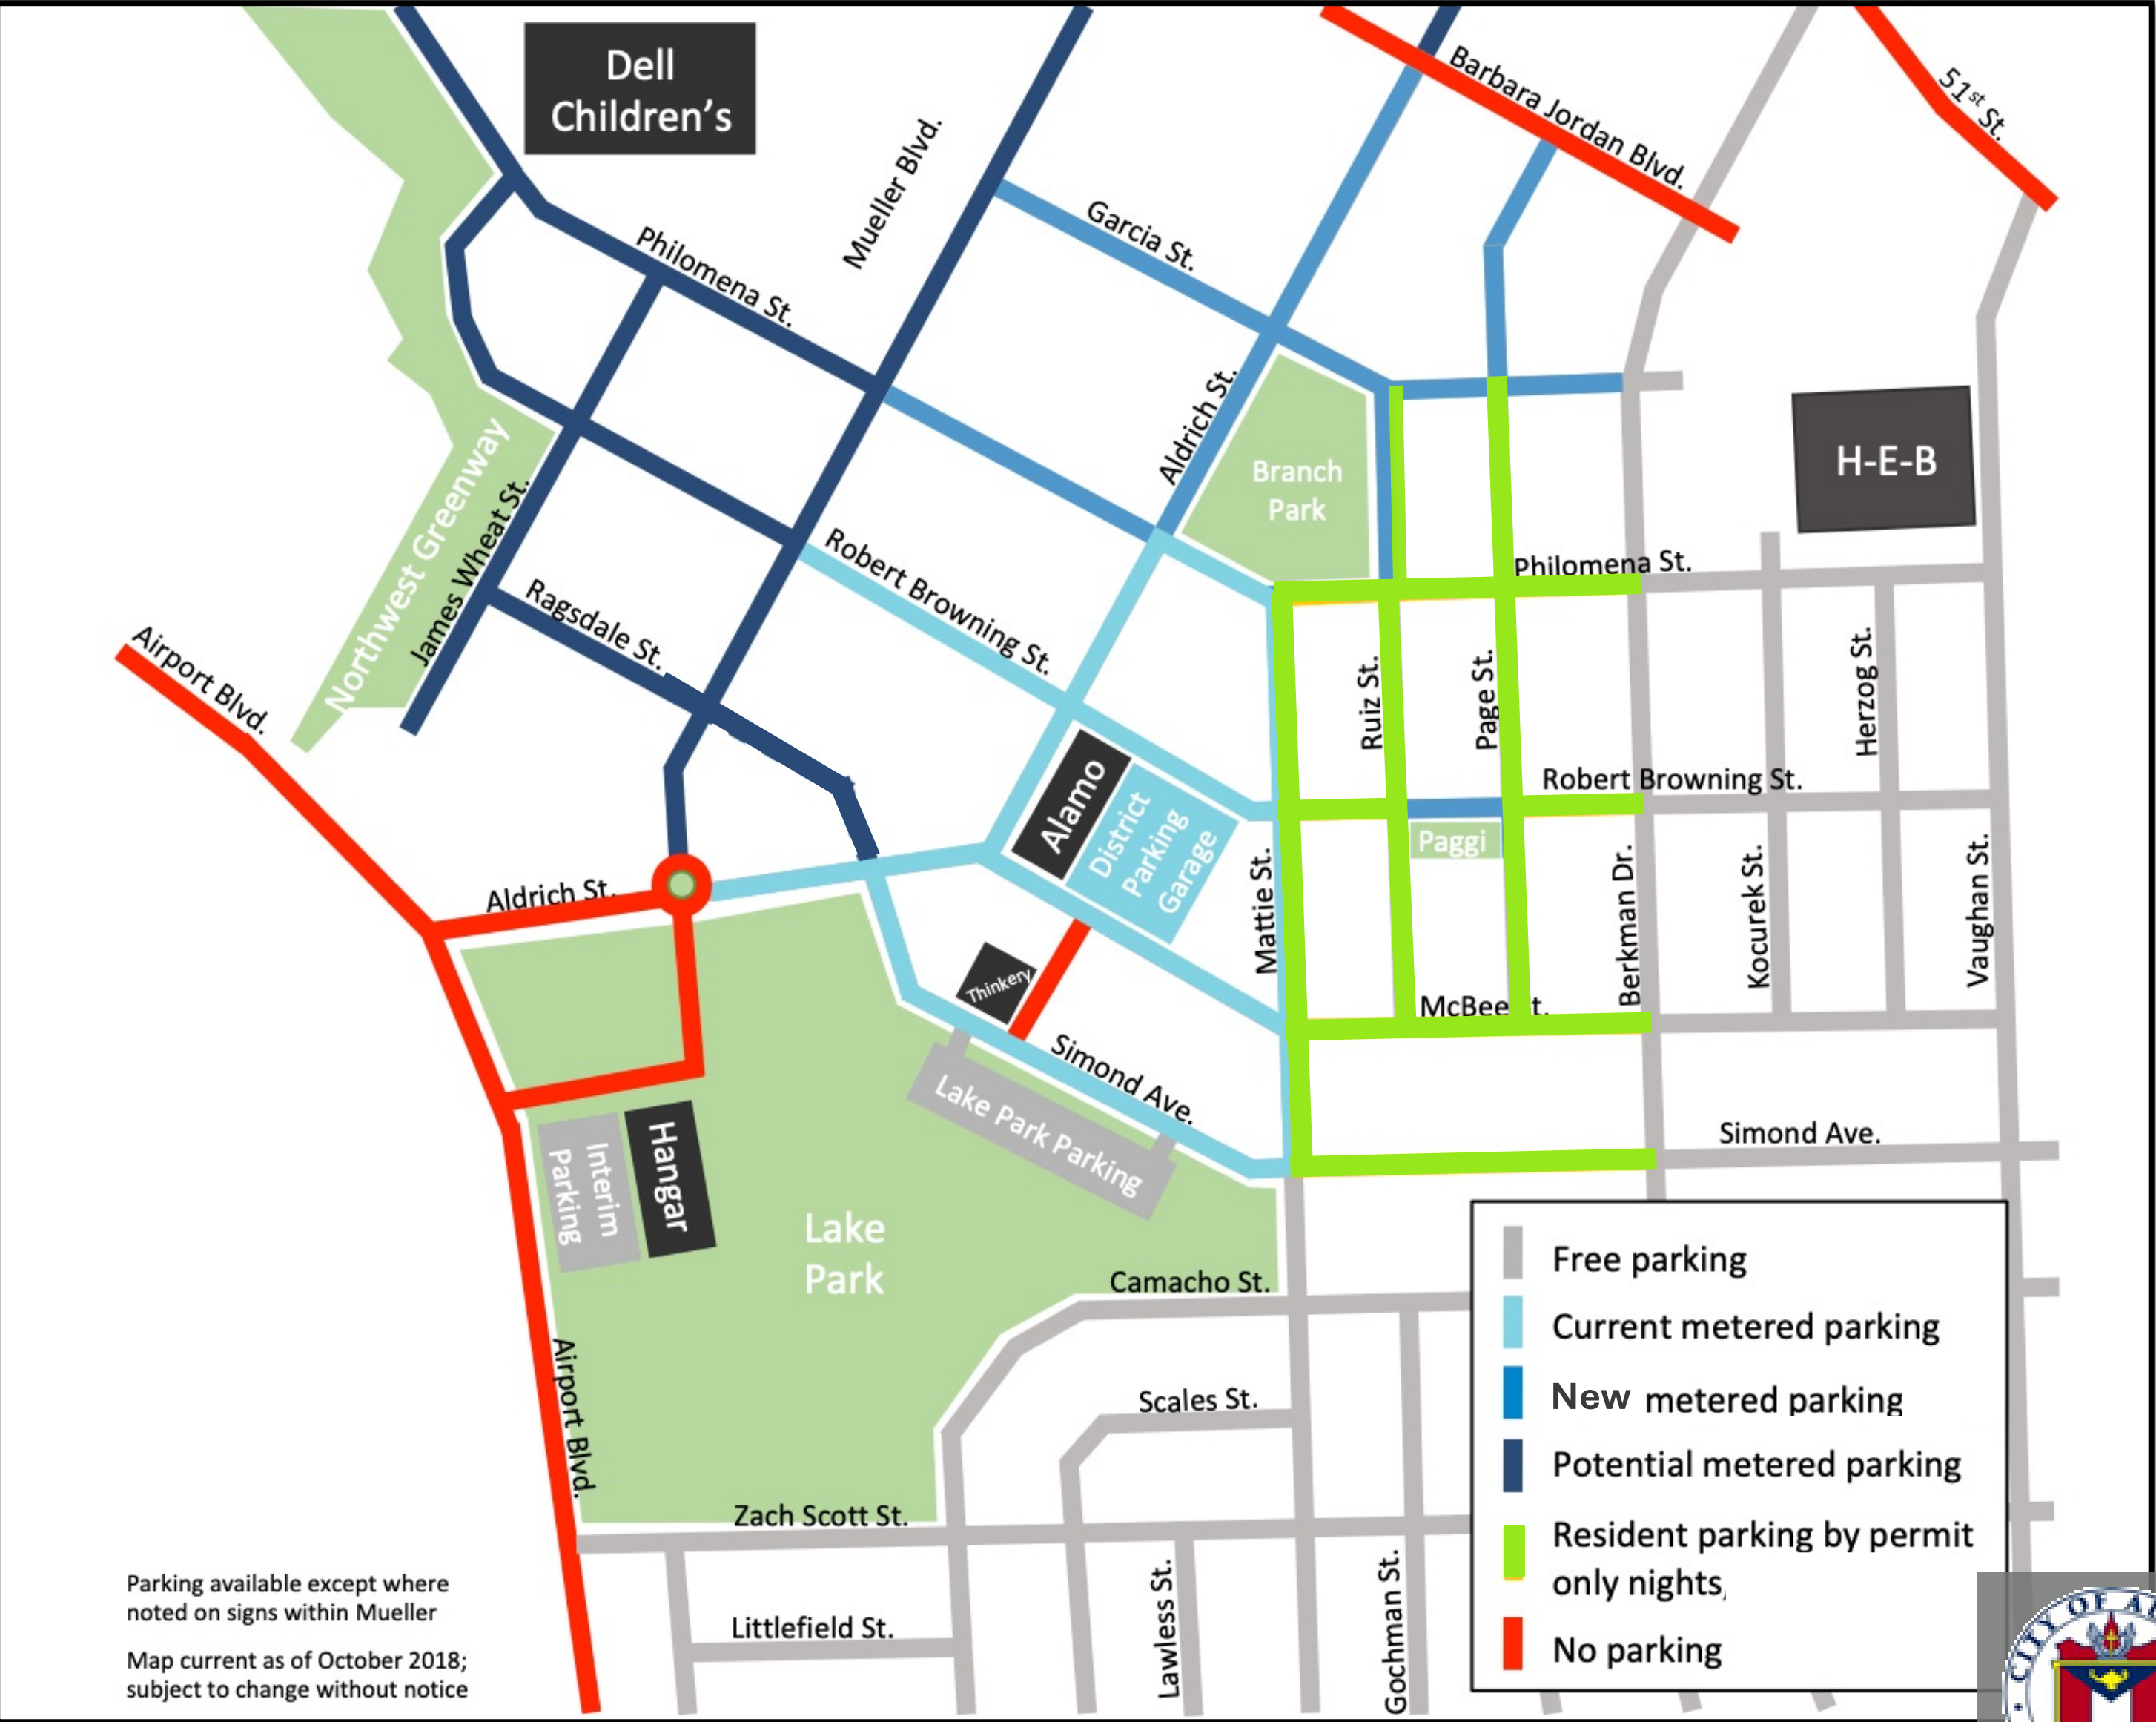 Dell
Children's
Barbara Jordan Blvd.
51st St.
Mueller Blvd.
Garcia St.
Philomena St.
Aldrich St.
Branch
Park
H-E-B
Northwest Greenway
James Wheat St.
Robert Browning St.
Philomena St.
Ragsdale St.
Airport Blvd.
Ruiz St.
Page St.
Herzog St.
Alamo
District
Parking
Garage
Robert Browning St.
Paggi
Aldrich St.
Mattie St.
Berkman Dr.
Kocurek St.
Vaughan St.
Thinkery
McBee t.
Simond Ave.
Lake Park Parking
Simond Ave.
Hangar
Interim
Parking
Lake
Park
Camacho St.
Airport Blvd.
Scales St.
Zach Scott St.
Lawless St.
Gochman St.
Littlefield St.
Free parking
Current metered parking
New metered parking
Potential metered parking
Resident parking by permit
only nights,
No parking
Parking available except where
noted on signs within Mueller
Map current as of October 2018;
subject to change without notice
CITY OF AU